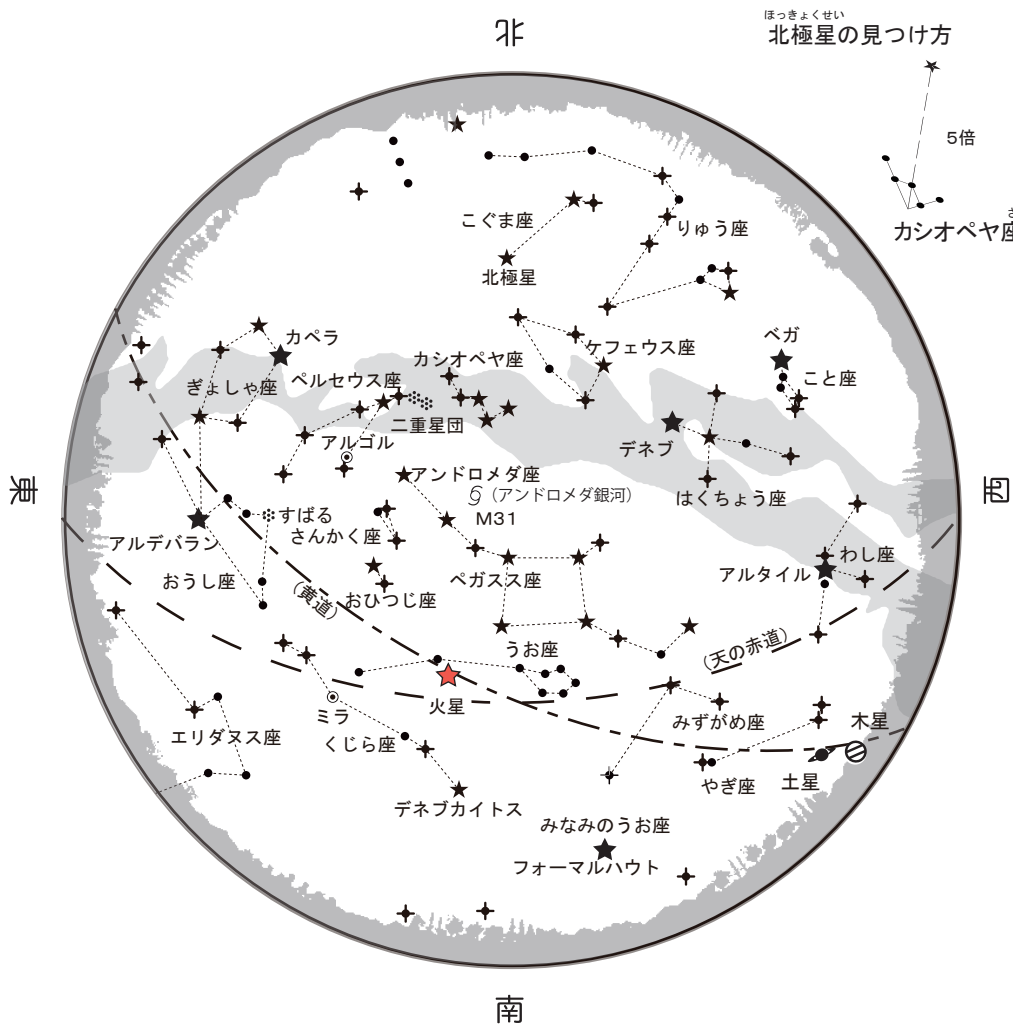 北
ほっきょくせい
北極星の見つけ方
5倍
カシオペヤ座
こぐま座
りゅう座
北極星
カペラ
ケフェウス座
ベガ
カシオペヤ座
ぎょしゃ座
ペルセウス座
こと座
二重星団
アルゴル
デネブ
アンドロメダ座
(アンドロメダ銀河)
M31
はくちょう座
東
西
すばる
さんかく座
アルデバラン
わし座
アルタイル
ペガスス座
おうし座
(黄道)
おひつじ座
うお座
(天の赤道)
火星
ミラ
みずがめ座
木星
エリダヌス座
くじら座
やぎ座
土星
デネブカイトス
みなみのうお座
フォーマルハウト
南